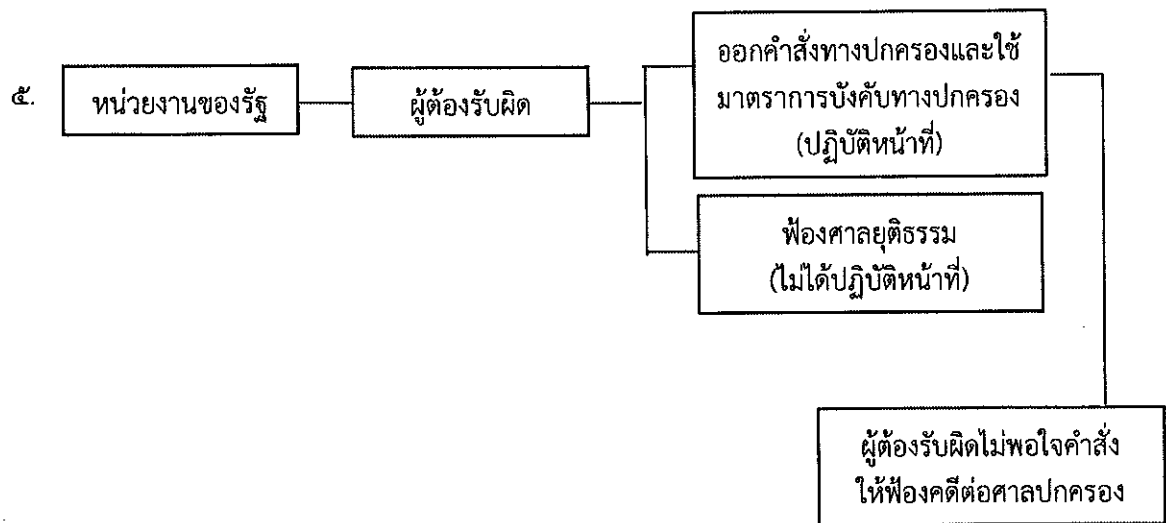 ๕.
หน่วยงานของรัฐ
ผู้ต้องรับผิด
ออกคำสั่งทางปกครองและใช้
มาตราการบังคับทางปกครอง
(ปฏิบัติหน้าที่)
ฟ้องศาลยุติธรรม
(ไม่ได้ปฏิบัติหน้าที่)
ผู้ต้องรับผิดไม่พอใจคำสั่ง
ให้ฟ้องคดีต่อศาลปกครอง